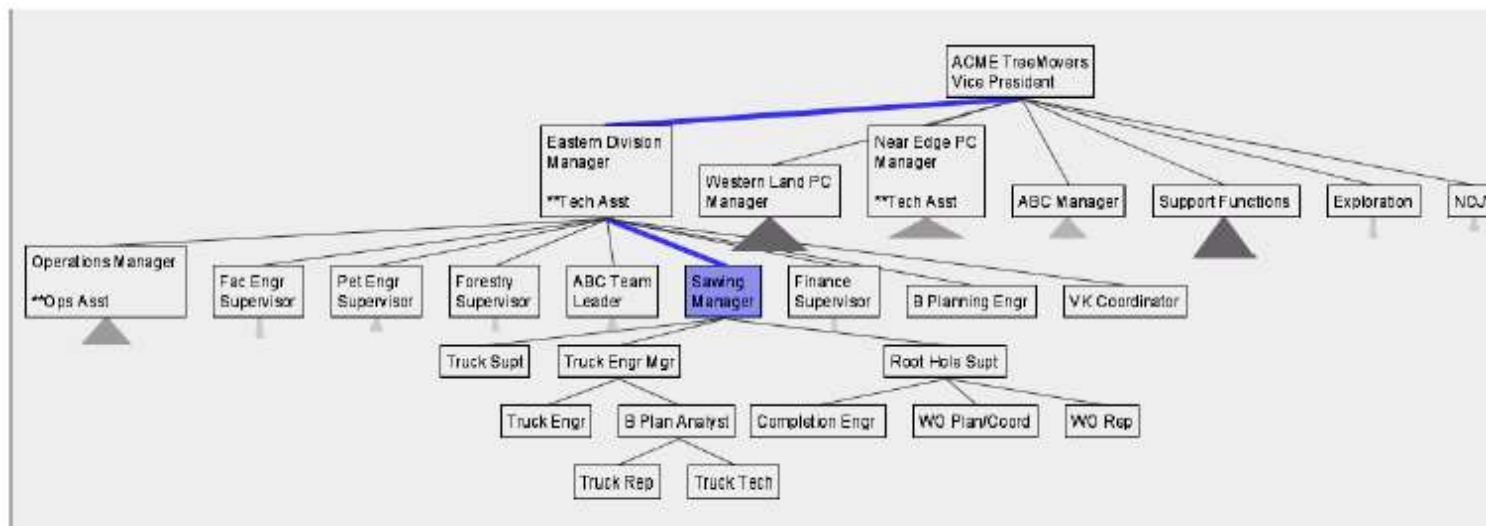 ACME TreeMovers
Vice President
Eastern Division
Manager
**Tech Asst
Western Land PC
Manager
Near Edge PC
Manager
**Tech Asst
ABC Manager
Support Functions
Exploration
Operations Manager
**Ops Asst
Fac Engr
Supervisor
Pet Engr
Supervisor
Forestry
Supervisor
ABC Team
Leader
Sawing
Manager
Finance
Supervisor
B Planning Engr
VK Coordinator
Truck Supt
Truck Engr Mgr
Root Hole Supt
Truck Engr
B Plan Analyst
Completion Engr
WO Plan/Coord
WO Rep
Truck Rep
Truck Tech